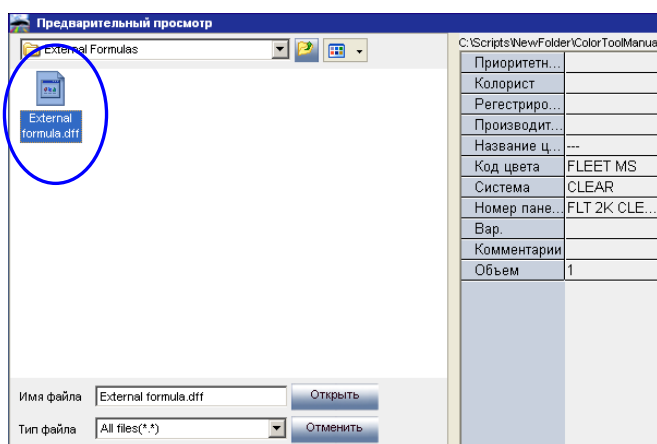 Предварительный просмотр
External Formulas
C:\Scripts\NewFolder\ColorToolManua
External
formula.dff
Приоритетн...
Колорист
Регестриро...
Производит...
Название ц... ---
Код цвета FLEET MS
Система CLEAR
Номер пане... FLT 2K CLE...
Вар.
Комментарии
Объем 1
Имя файла External formula.dff Открыть
Тип файла All files(*.*) Отменить